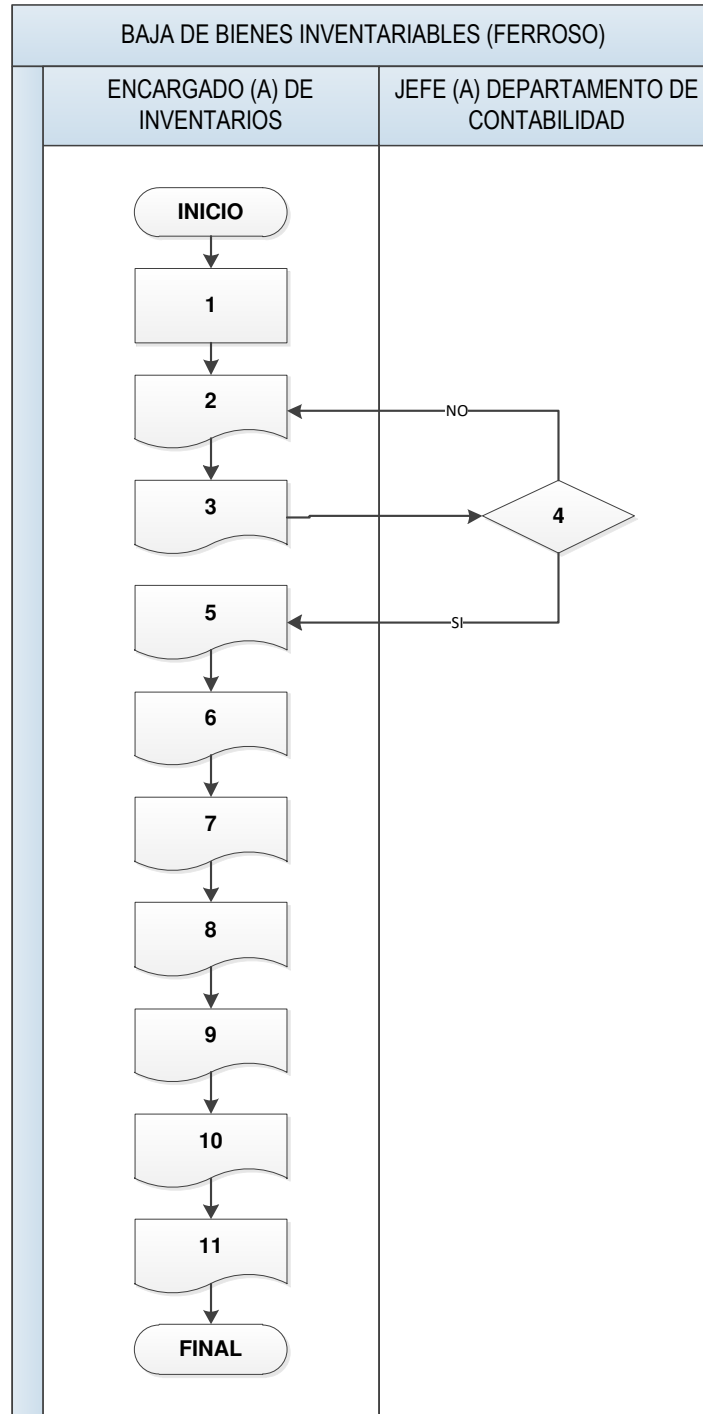 BAJA DE BIENES INVENTARIABLES (FERROSO)
ENCARGADO (A) DE
INVENTARIOS
JEFE (A) DEPARTAMENTO DE
CONTABILIDAD
INICIO
1
2
NO
3
4
5
SI
6
7
8
9
10
11
FINAL